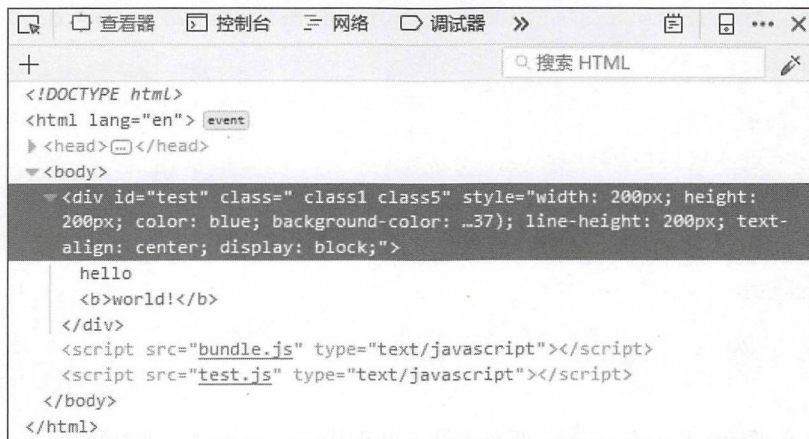 查看器 控制台 网络 调试器
搜索 HTML
<!DOCTYPE html>
<html lang="en"> event
<head>…</head>
<body>
<div id="test" class=" class1 class5" style="width: 200px; height:
200px; color: blue; background-color: …37); line-height: 200px; text-
align: center; display: block;">
hello
<b>world!</b>
</div>
<script src="bundle.js" type="text/javascript"></script>
<script src="test.js" type="text/javascript"></script>
</body>
</html>